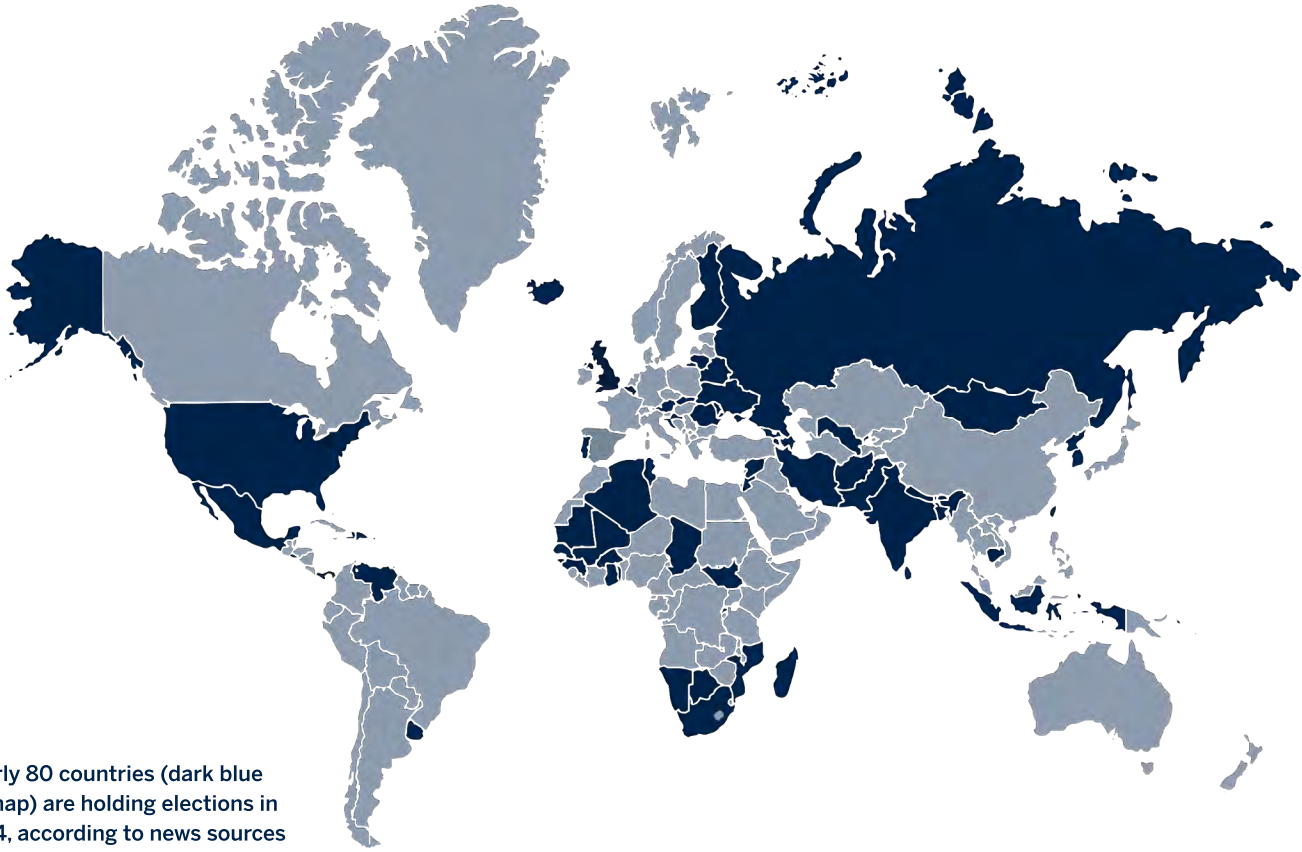 rly 80 countries (dark blue
nap) are holding elections in
4, according to news sources